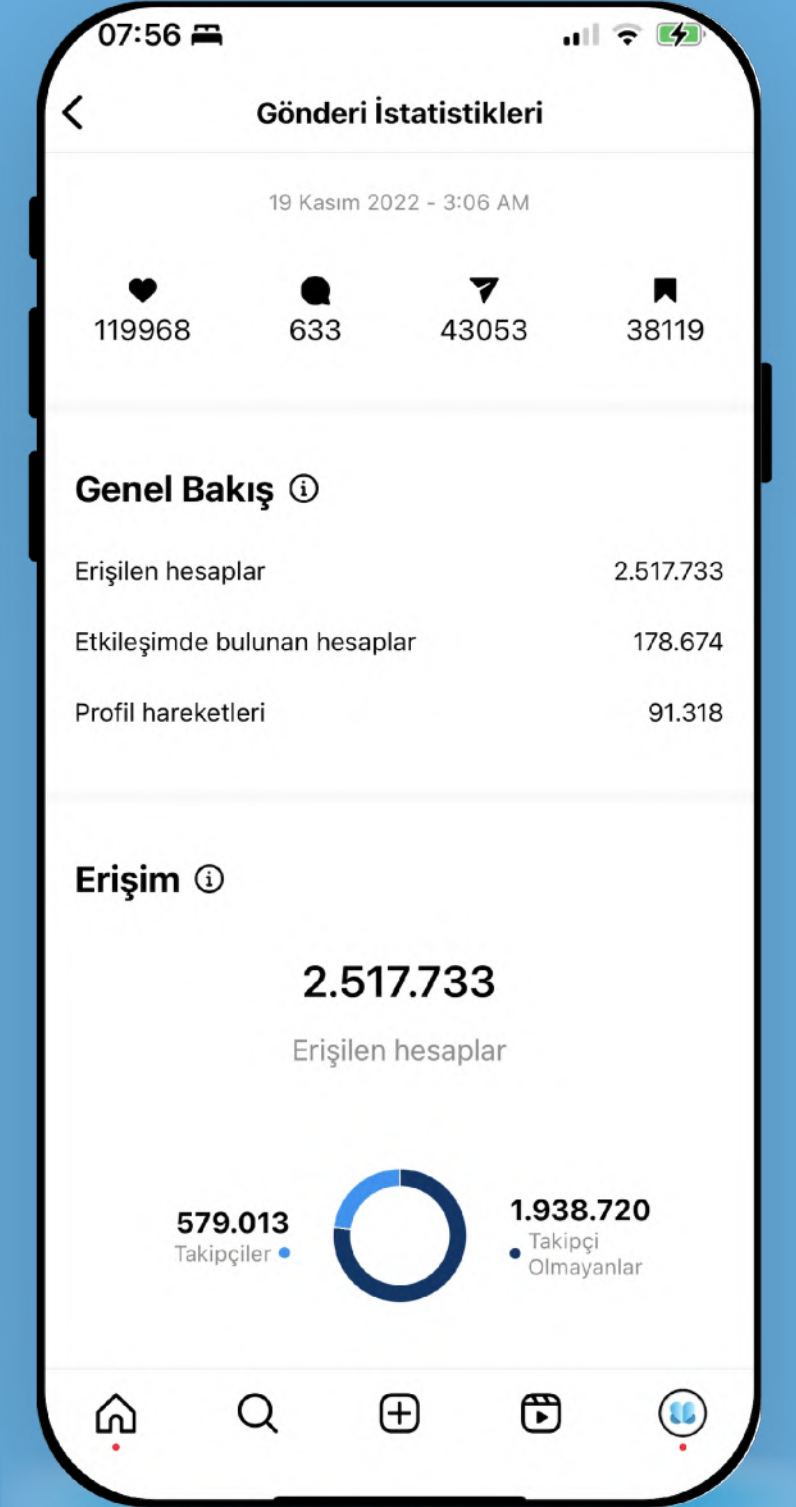 07:56
Gönderi İstatistikleri
19 Kasım 2022 - 3:06 AM
119968 633 43053 38119
Genel Bakış
Erişilen hesaplar 2.517.733
Etkileşimde bulunan hesaplar 178.674
Profil hareketleri 91.318
Erişim
2.517.733
Erişilen hesaplar
579.013
Takipçiler
1.938.720
Takipçi
Olmayanlar